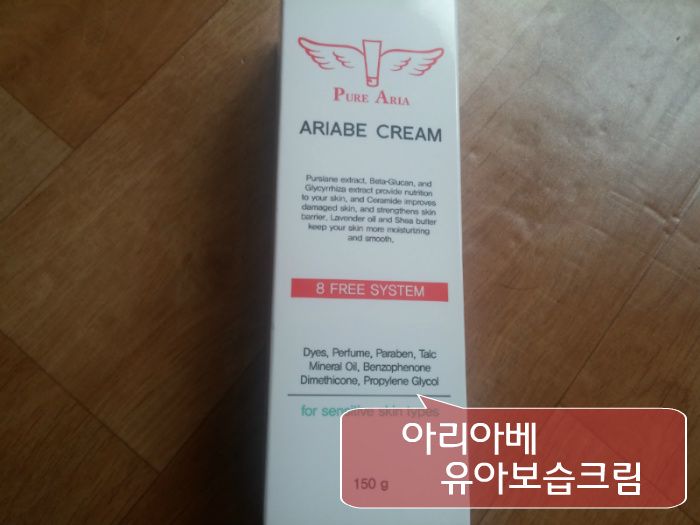 PURE ARIA
ARIABE CREAM
Purslane extract, Beta-Glucan, and
Glycyrrhiza extract provide nutrition
to your skin, and Ceramide improves
damaged skin, and strengthens skin
barrier. Lavender oil and Shea butter
keep your skin more moisturizing
and smooth.
8 FREE SYSTEM
Dyes, Perfume, Paraben, Talc
Mineral Oil, Benzophenone
Dimethicone, Propylene Glycol
for sensitive skin types
아리아베
유아보습크림
150 g